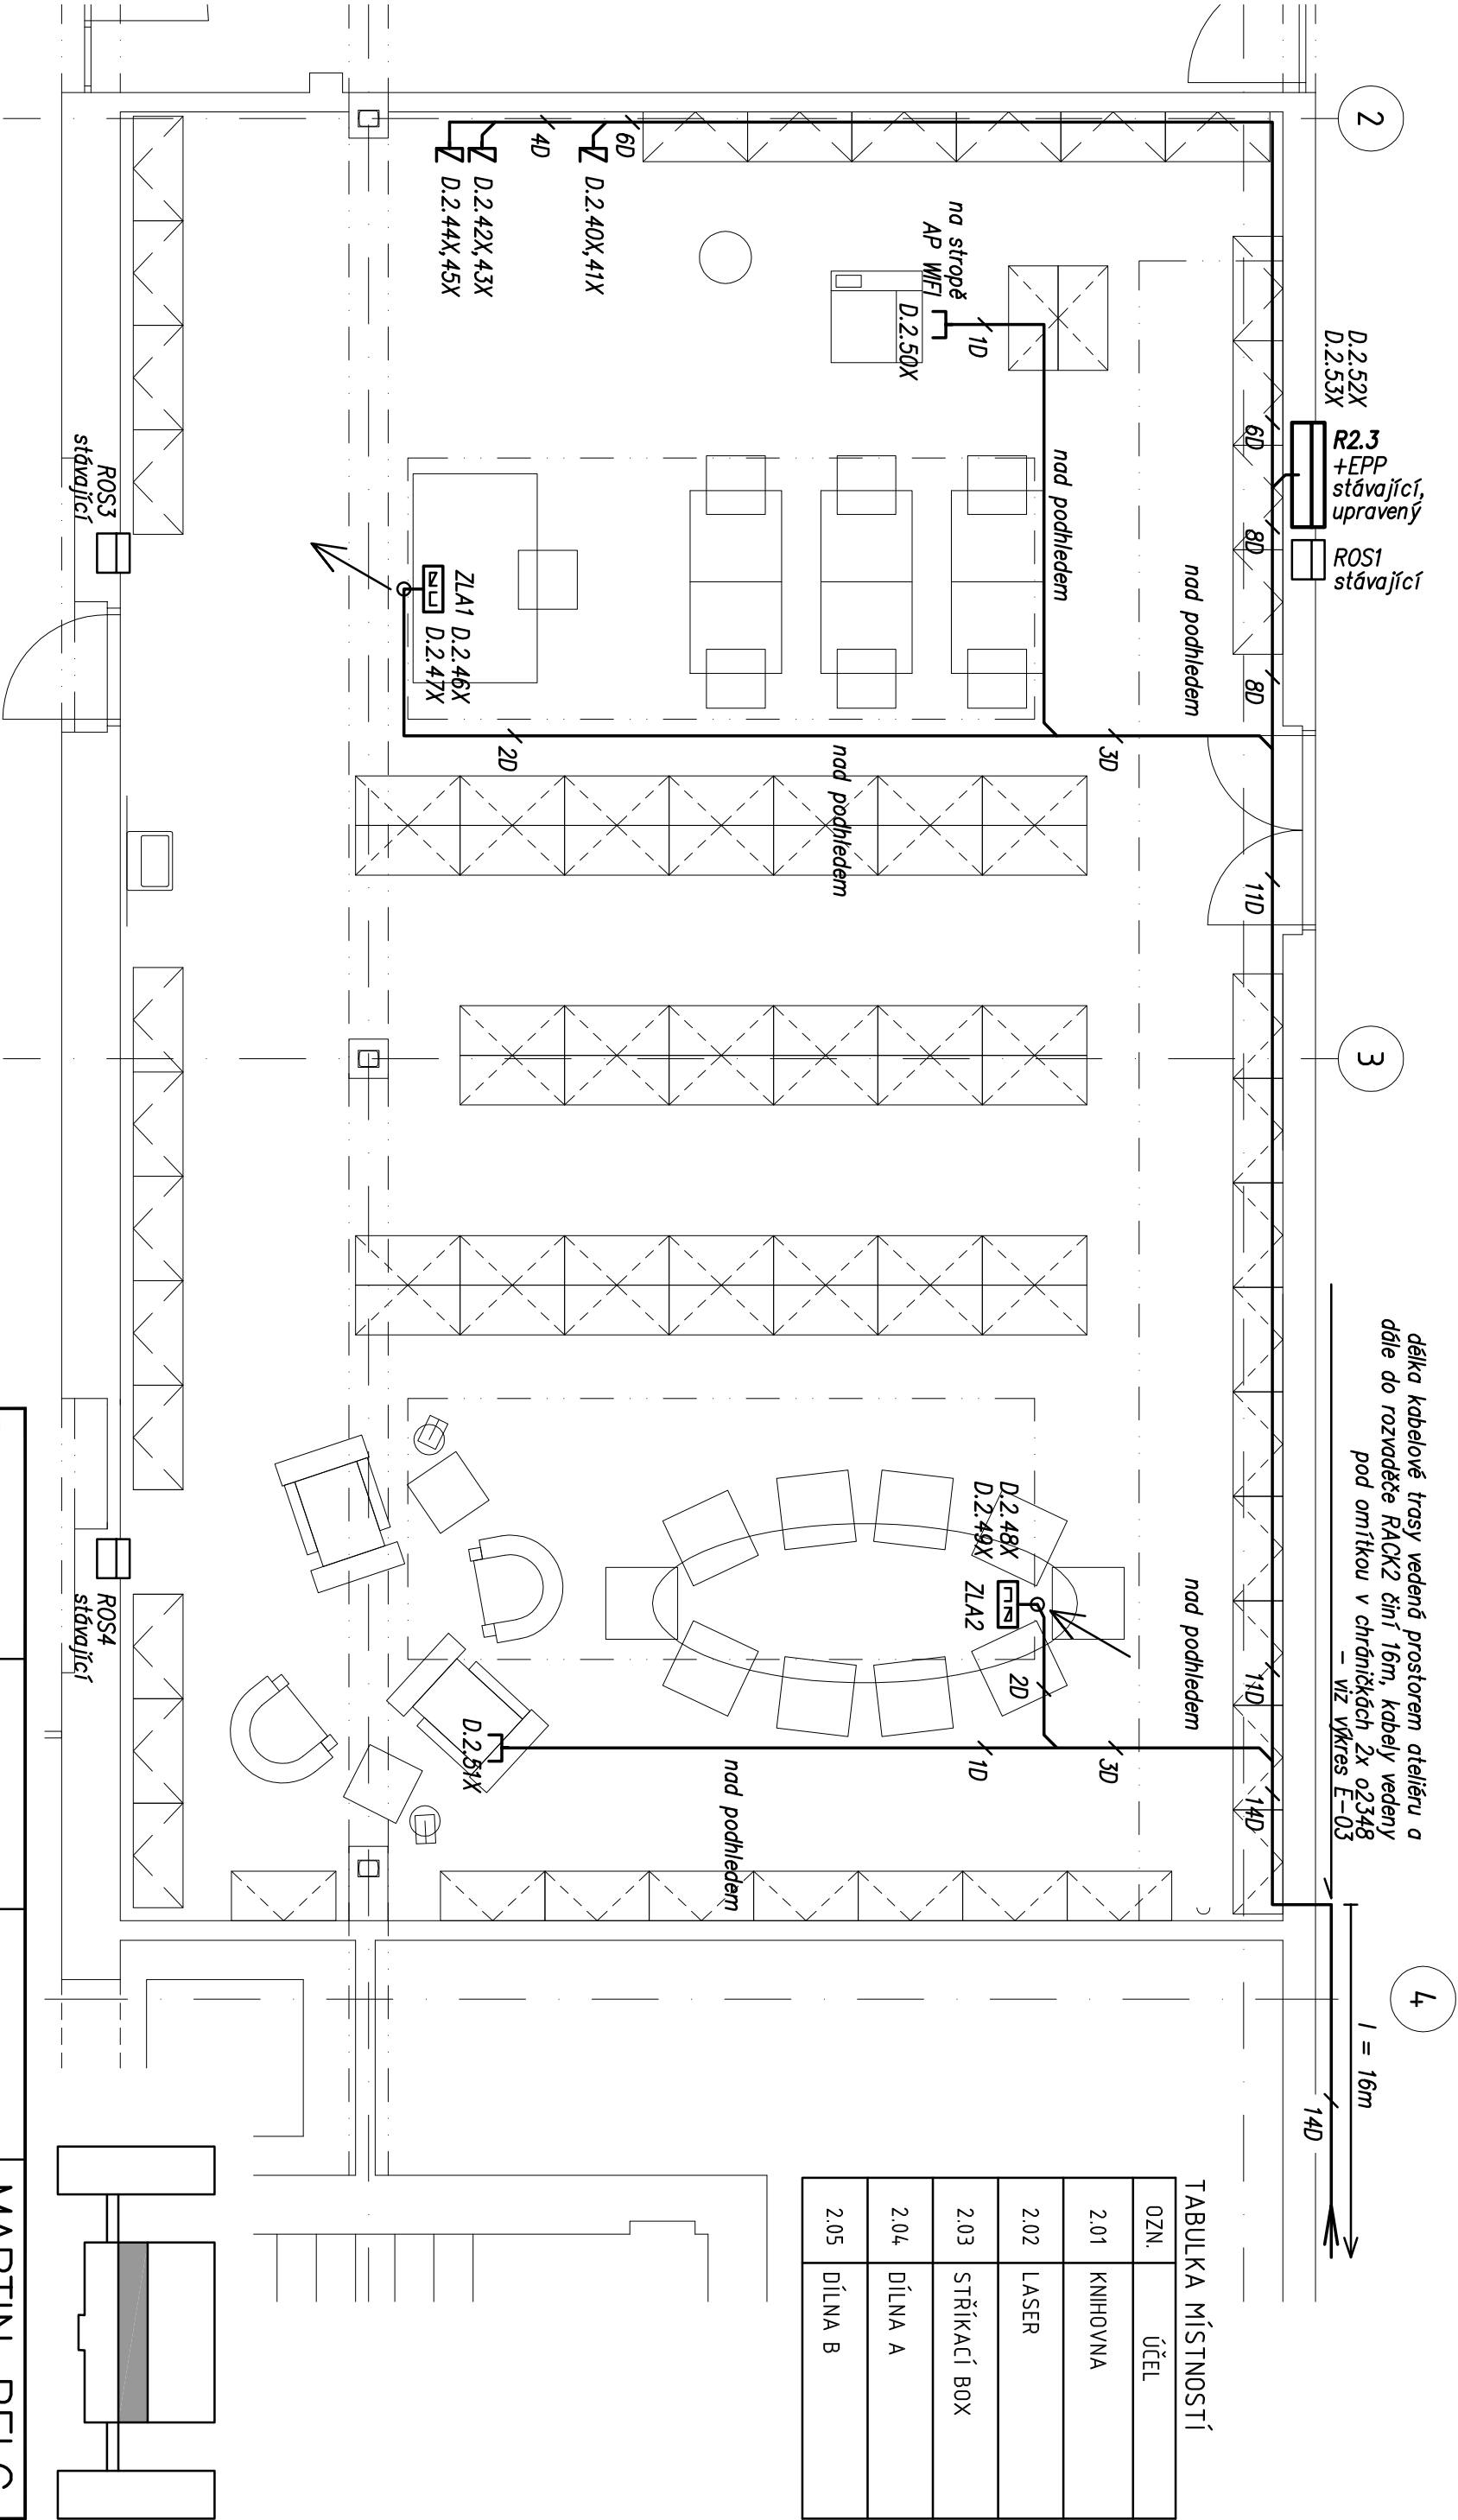 2
3
4
D.2.52X
D.2.53X
R2.3
+EPP
stávající,
upravený
ROS1
stávající
délka kabelové trasy vedená prostorem ateliéru a
dále do rozvaděče RACK2 činí 16m, kabely vedeny
pod omítkou v chráničkách 2x o2348
- viz výkres E-03
l = 16m
14D
6D
8D
8D
11D
11D
14D
nad podhledem
nad podhledem
nad podhledem
3D
3D
na stropě
AP WIFI
1D
D.2.50X
6D
4D
D.2.40X,41X
D.2.42X,43X
D.2.44X,45X
ZLA1
D.2.46X
D.2.47X
2D
nad podhledem
D.2.48X
D.2.49X
ZLA2
2D
1D
D.2.51X
nad podhledem
ROS3
stávající
ROS4
stávající
TABULKA MÍSTNOSTÍ
OZN. ÚČEL
2.01 KNIHOVNA
2.02 LASER
2.03 STŘÍKACÍ BOX
2.04 DÍLNA A
2.05 DÍLNA B
MARTIN